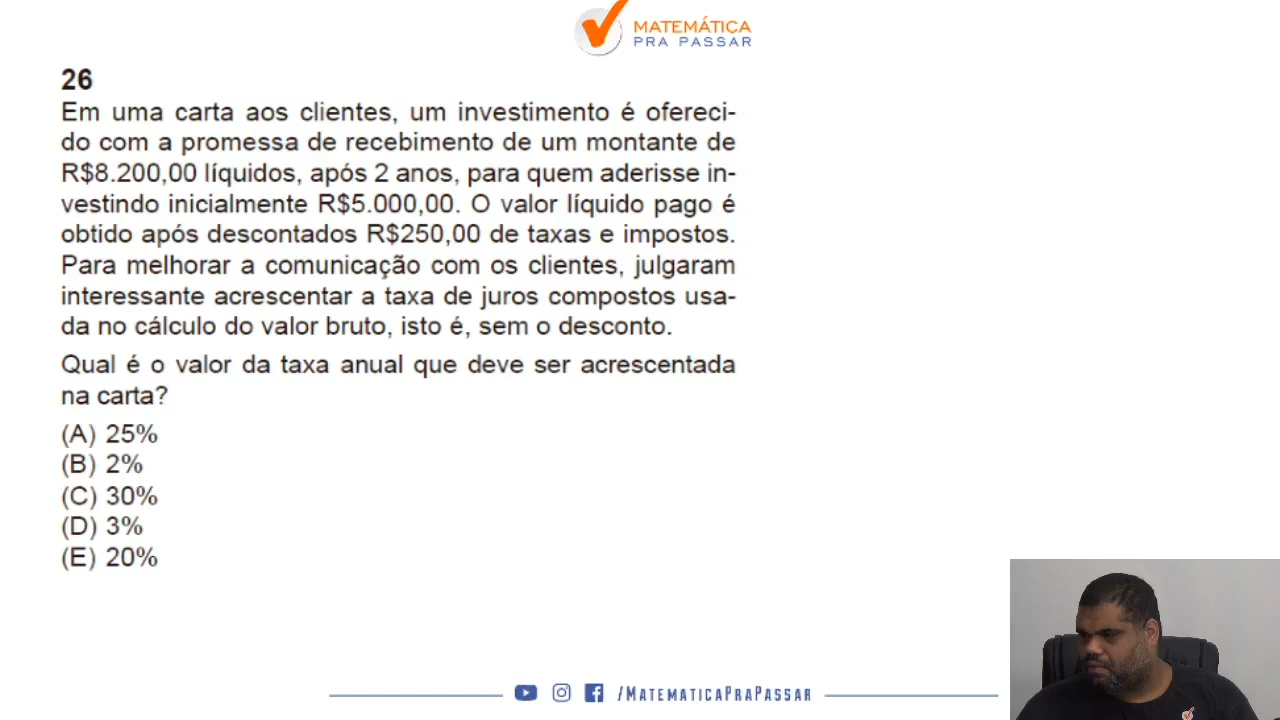 MATEMÁTICA
PRA PASSAR
26
Em uma carta aos clientes, um investimento é ofereci-
do com a promessa de recebimento de um montante de
R$8.200,00 líquidos, após 2 anos, para quem aderisse in-
vestindo inicialmente R$5.000,00. O valor líquido pago é
obtido após descontados R$250,00 de taxas e impostos.
Para melhorar a comunicação com os clientes, julgaram
interessante acrescentar a taxa de juros compostos usa-
da no cálculo do valor bruto, isto é, sem o desconto.
Qual é o valor da taxa anual que deve ser acrescentada
na carta?
(A) 25%
(B) 2%
(C) 30%
(D) 3%
(E) 20%
/MATEMATICAPRAPASSAR